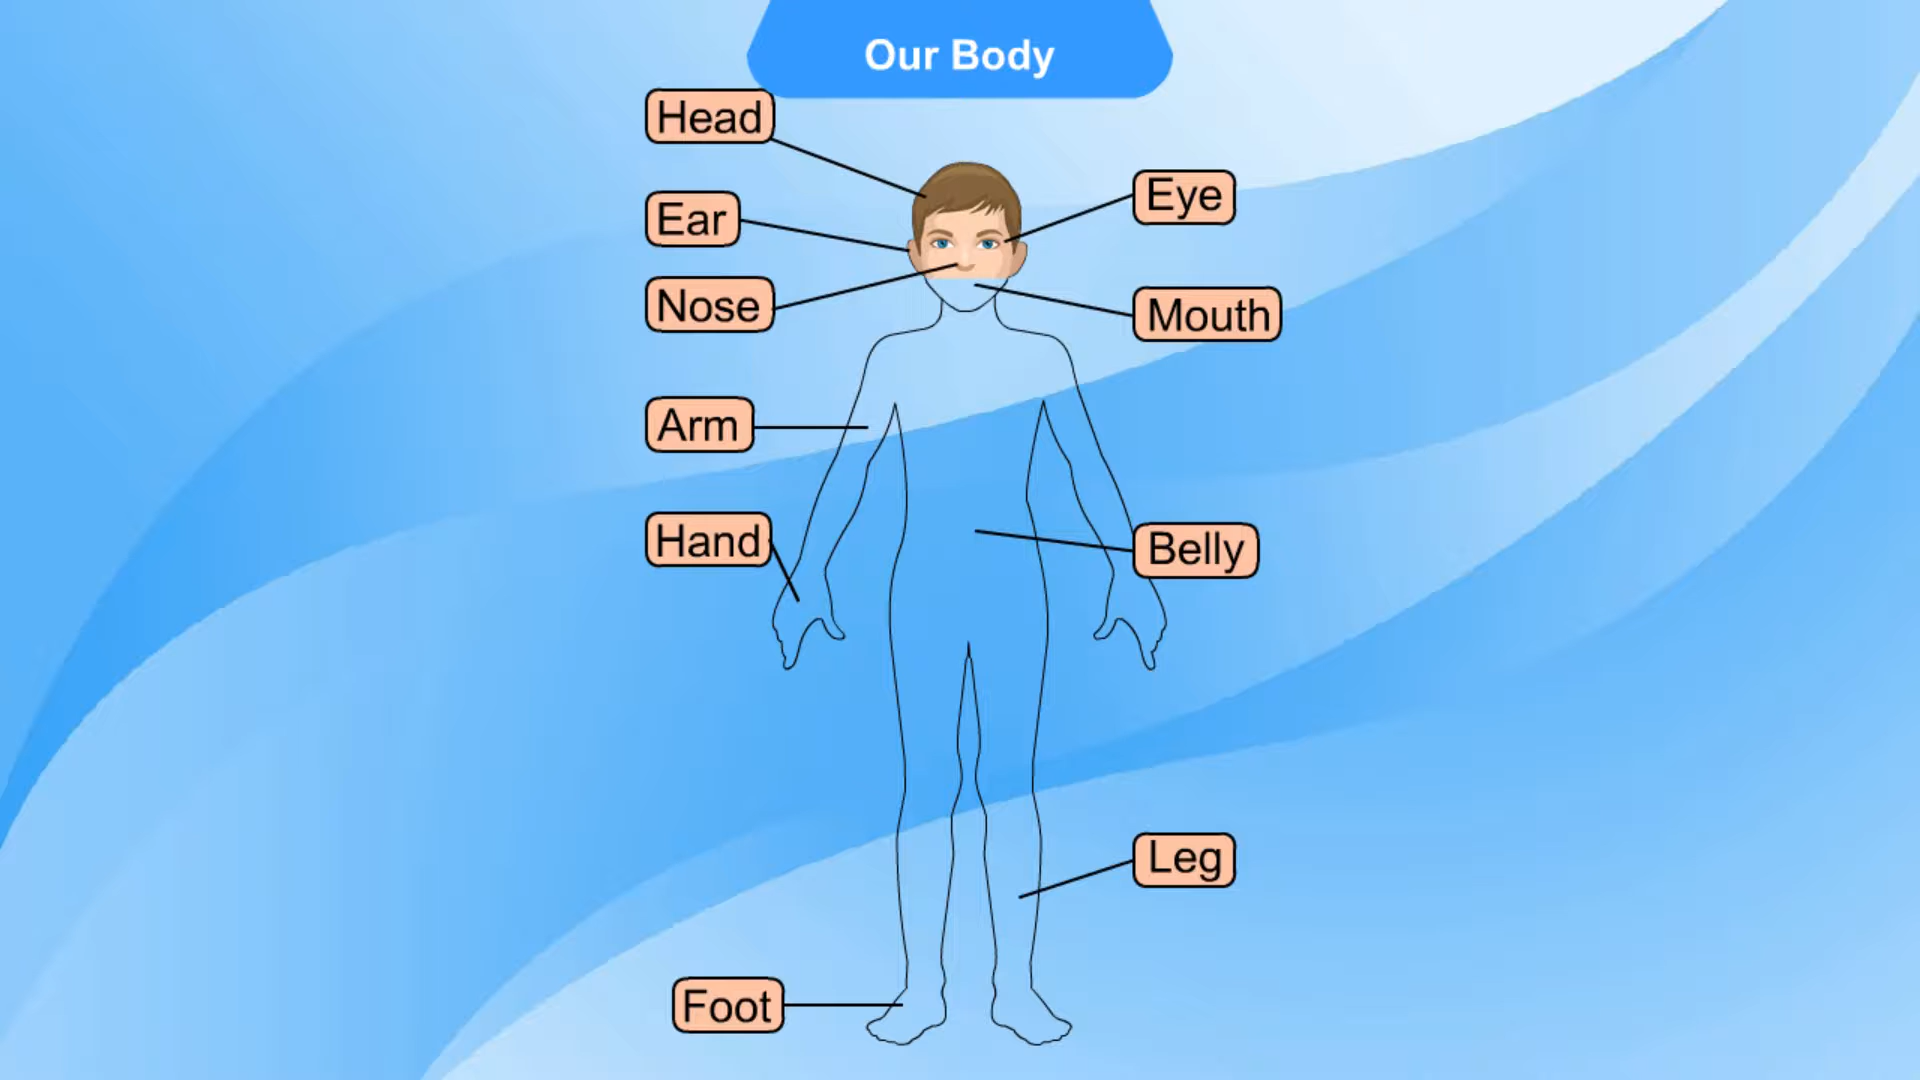 Our Body
Head
Eye
Ear
Nose
Mouth
Arm
Hand
Belly
Leg
Foot